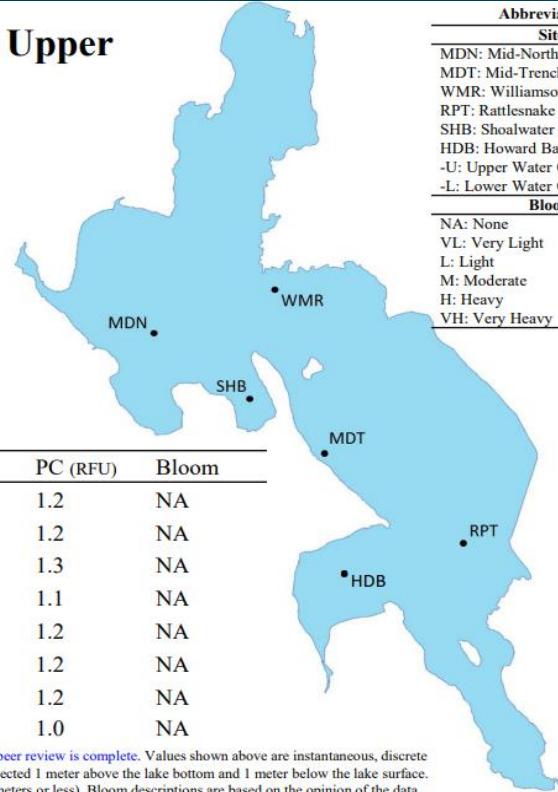 Upper
Abbrevia
Sit
MDN: Mid-North
MDT: Mid-Trencl
WMR: Williamso
RPT: Rattlesnake
SHB: Shoalwater
HDB: Howard Ba
-U: Upper Water
-L: Lower Water
Bloo
NA: None
VL: Very Light
L: Light
M: Moderate
H: Heavy
VH: Very Heavy
WMR
MDN
SHB
MDT
RPT
HDB
PC (RFU) Bloom
1.2 NA
1.2 NA
1.3 NA
1.1 NA
1.2 NA
1.2 NA
1.2 NA
1.0 NA
peer review is complete. Values shown above are instantaneous, discrete
ected 1 meter above the lake bottom and 1 meter below the lake surface.
meters or less). Bloom descriptions are based on the opinion of the data